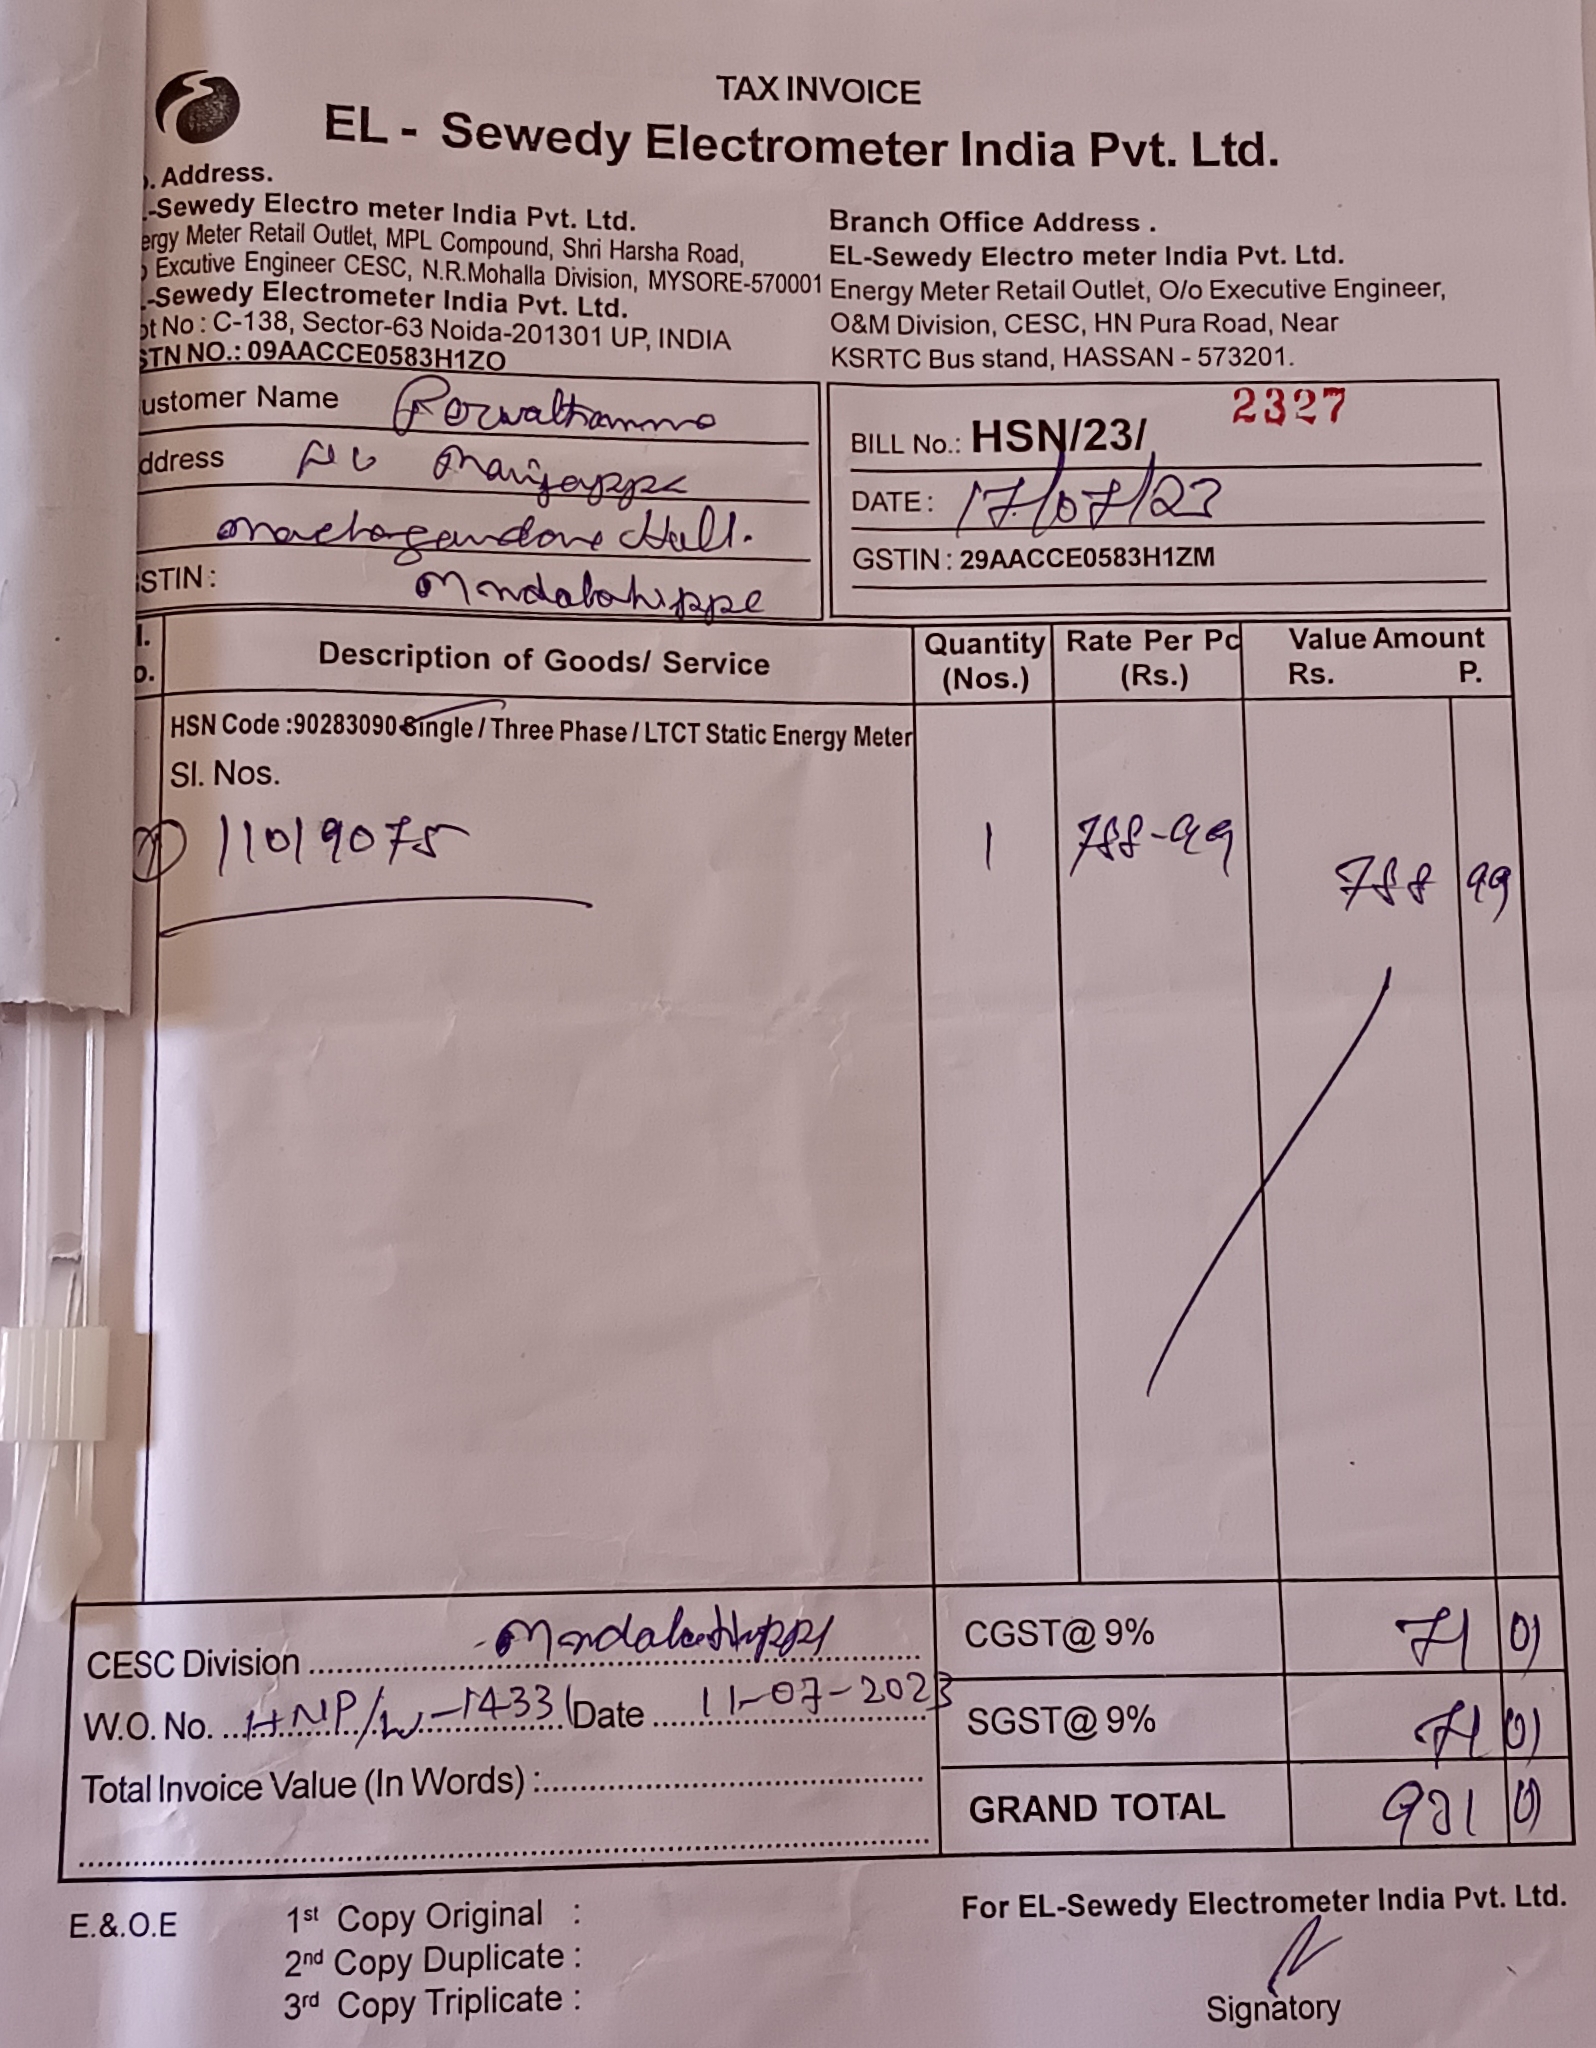 TAX INVOICE
EL - Sewedy Electrometer India Pvt. Ltd.
. Address.
-Sewedy Electro meter India Pvt. Ltd.
ergy Meter Retail Outlet, MPL Compound, Shri Harsha Road,
Excutive Engineer CESC, N.R.Mohalla Division, MYSORE-570001
-Sewedy Electrometer India Pvt. Ltd.
ot No : C-138, Sector-63 Noida-201301 UP, INDIA
STN NO.: 09AACCE0583H1ZO
Branch Office Address .
EL-Sewedy Electro meter India Pvt. Ltd.
Energy Meter Retail Outlet, O/o Executive Engineer,
O&M Division, CESC, HN Pura Road, Near
KSRTC Bus stand, HASSAN - 573201.
ustomer Name
ddress
STIN :
BILL No.: HSN/23/ 2327
DATE : 17/07/23
GSTIN : 29AACCE0583H1ZM
l. Description of Goods/ Service Quantity Rate Per Pc Value Amount
o. (Nos.) (Rs.) Rs. P.
HSN Code :90283090 Single / Three Phase / LTCT Static Energy Meter
Sl. Nos.
1 11019075 1 788-99 788 99
CESC Division
CGST@ 9% 71 01
W.O. No. HNP/W-1433 Date 11-07-2023
SGST@ 9% 71 01
Total Invoice Value (In Words) :
GRAND TOTAL 931 01
E.&.O.E 1st Copy Original :
2nd Copy Duplicate :
3rd Copy Triplicate :
For EL-Sewedy Electrometer India Pvt. Ltd.
Signatory